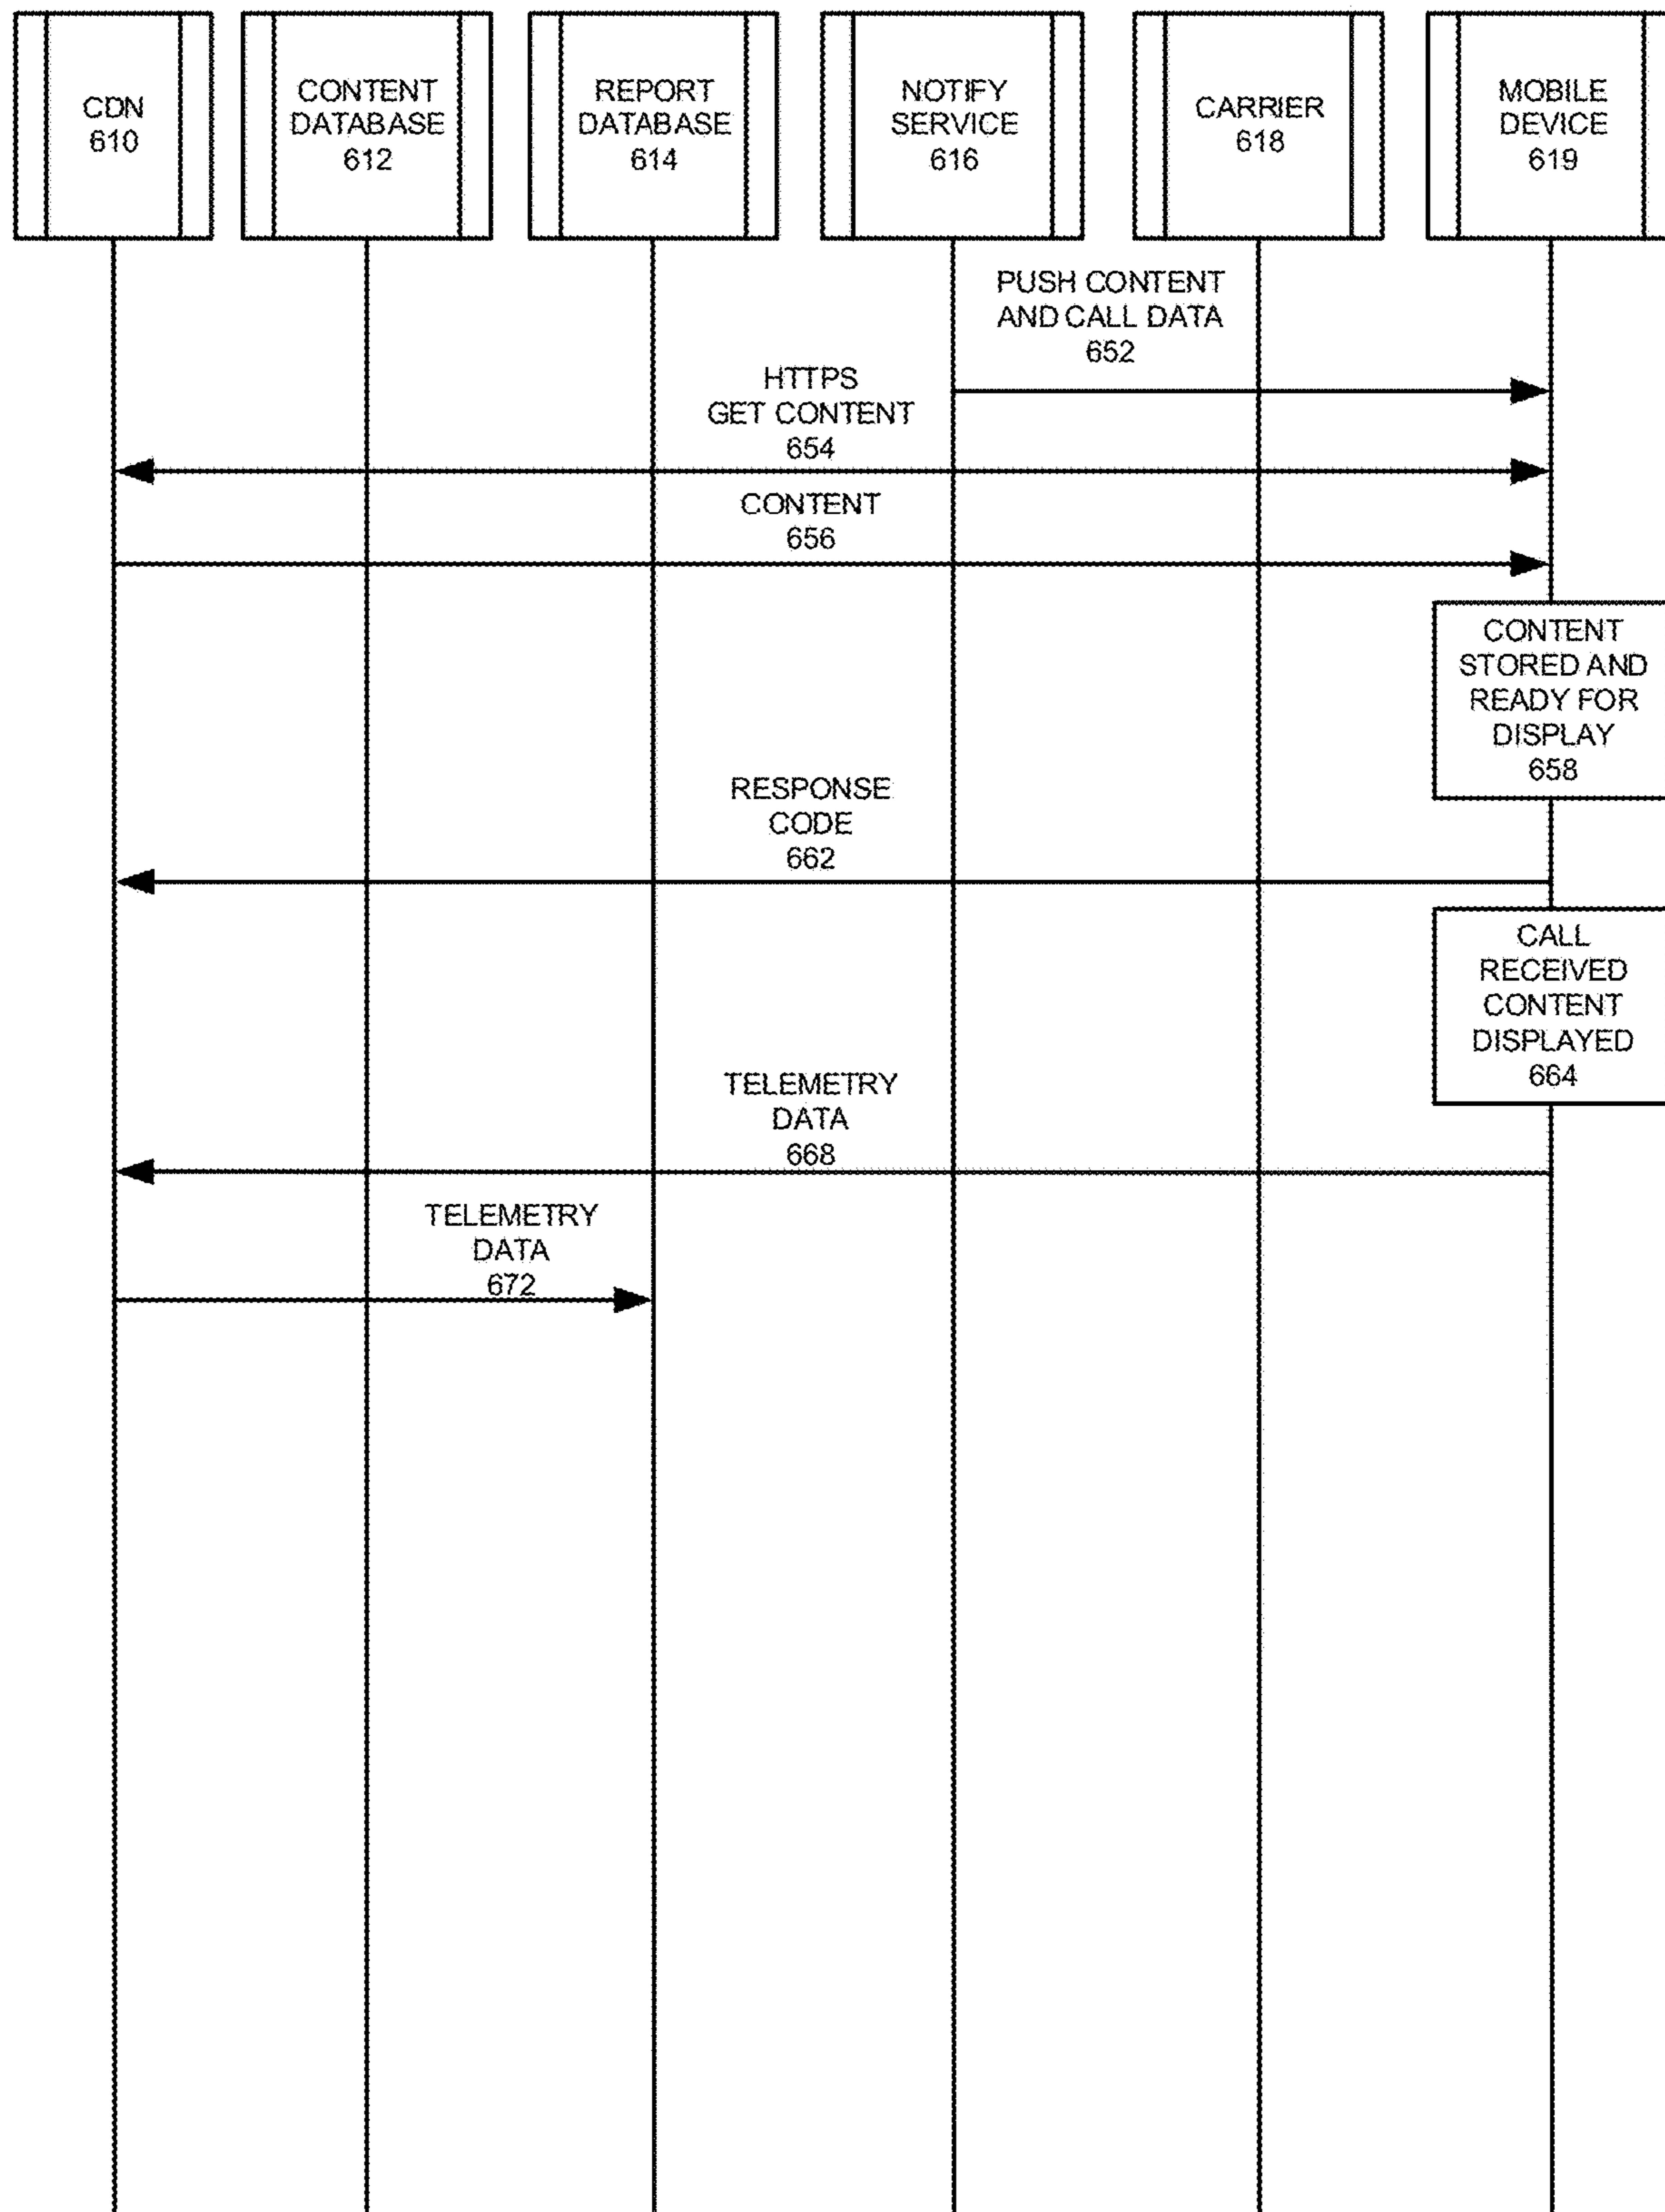 CDN
610
CONTENT
DATABASE
612
REPORT
DATABASE
614
NOTIFY
SERVICE
616
CARRIER
618
MOBILE
DEVICE
619
PUSH CONTENT
AND CALL DATA
652
HTTPS
GET CONTENT
654
CONTENT
656
CONTENT
STORED AND
READY FOR
DISPLAY
658
RESPONSE
CODE
662
CALL
RECEIVED
CONTENT
DISPLAYED
664
TELEMETRY
DATA
668
TELEMETRY
DATA
672